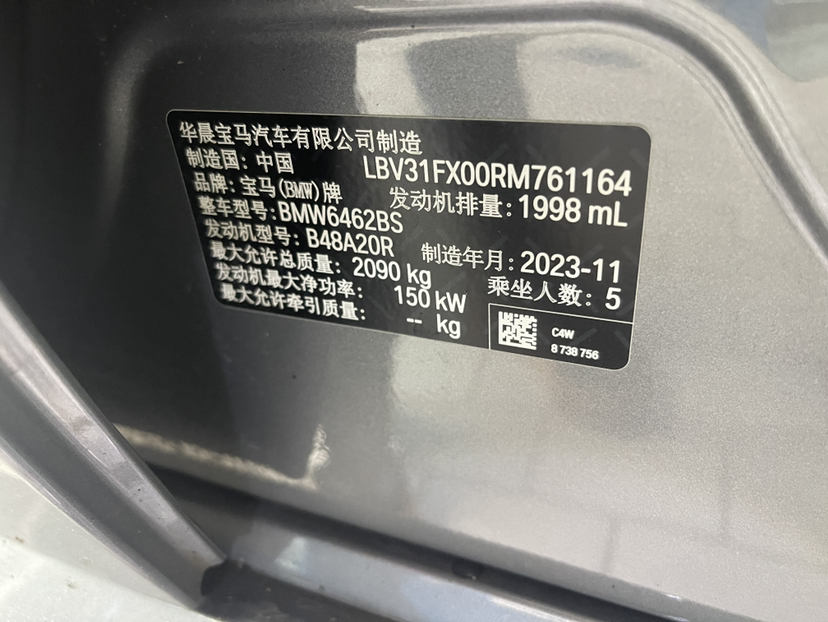 华晨宝马汽车有限公司制造
制造国：中国 LBV31FX00RM761164
品牌：宝马(BMW)牌 发动机排量：1998 mL
整车型号：BMW6462BS
发动机型号：B48A20R 制造年月：2023-11
最大允许总质量：2090 kg 乘坐人数：5
发动机最大净功率：150 kW
最大允许牵引质量：-- kg
C4W
8 738 756